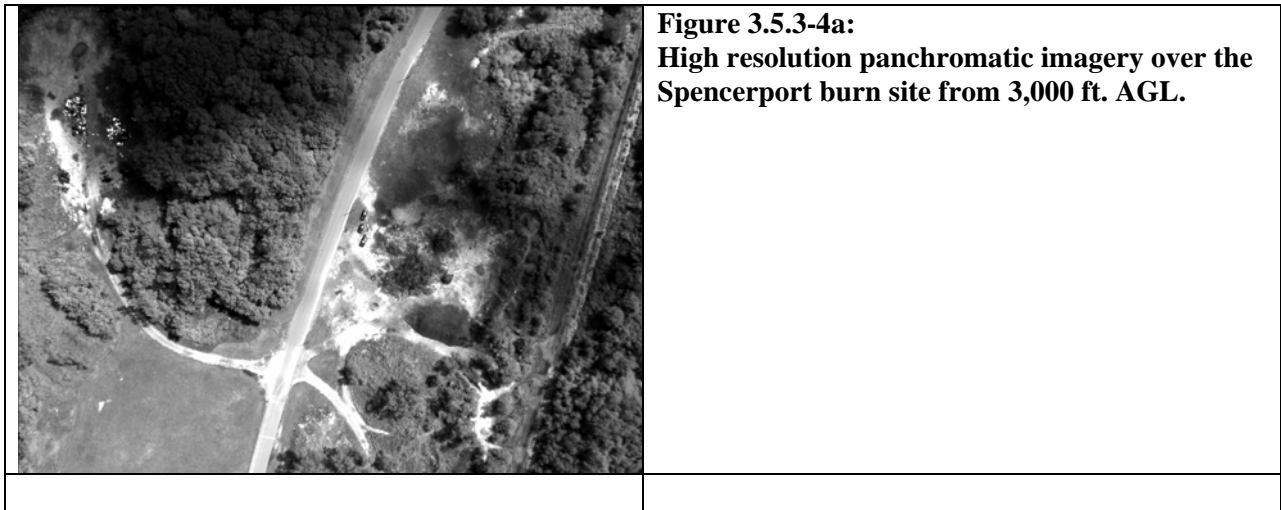 Figure 3.5.3-4a:
High resolution panchromatic imagery over the
Spencerport burn site from 3,000 ft. AGL.